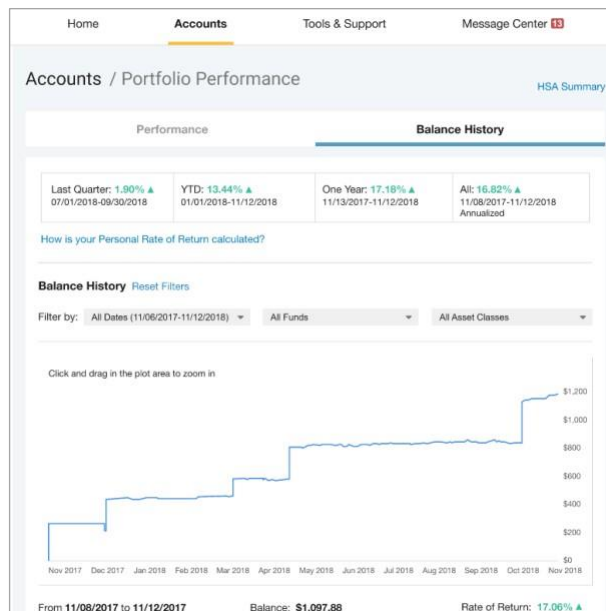 Home Accounts Tools & Support Message Center 13
Accounts / Portfolio Performance
HSA Summary
Performance Balance History
Last Quarter: 1.90% ▲ YTD: 13.44% ▲ One Year: 17.18% ▲ All: 16.82% ▲
07/01/2018-09/30/2018 01/01/2018-11/12/2018 11/13/2017-11/12/2018 11/08/2017-11/12/2018
Annualized
How is your Personal Rate of Return calculated?
Balance History Reset Filters
Filter by: All Dates (11/06/2017-11/12/2018) All Funds All Asset Classes
Click and drag in the plot area to zoom in
$1,200
$1,000
$800
$600
$400
$200
$0
Nov 2017 Dec 2017 Jan 2018 Feb 2018 Mar 2018 Apr 2018 May 2018 Jun 2018 Jul 2018 Aug 2018 Sep 2018 Oct 2018 Nov 2018
From 11/08/2017 to 11/12/2017 Balance: $1,097.88 Rate of Return: 17.06% ▲